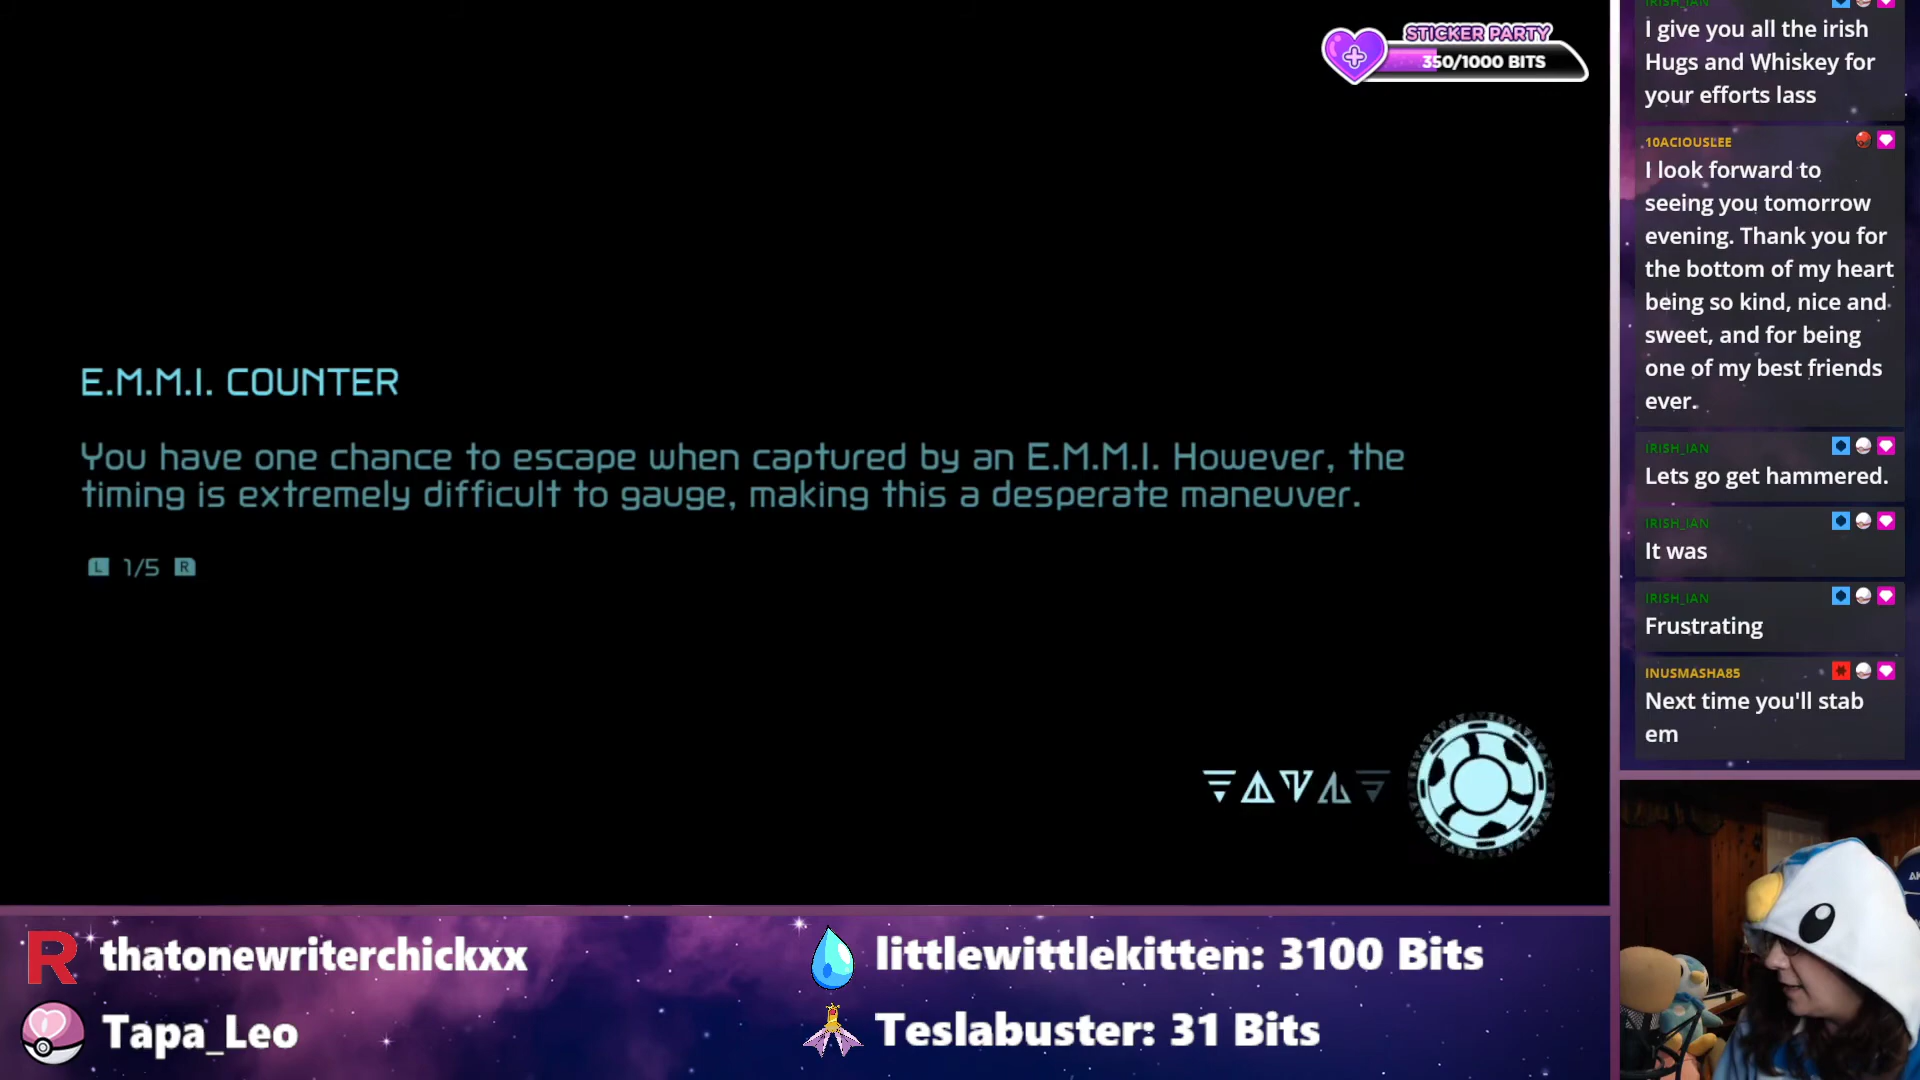 STICKER PARTY
350/1000 BITS
E.M.M.I. COUNTER
You have one chance to escape when captured by an E.M.M.I. However, the
timing is extremely difficult to gauge, making this a desperate maneuver.
L 1/5 R
IRISH_IAN
I give you all the irish
Hugs and Whiskey for
your efforts lass
10ACIOUSLEE
I look forward to
seeing you tomorrow
evening. Thank you for
the bottom of my heart
being so kind, nice and
sweet, and for being
one of my best friends
ever.
IRISH_IAN
Lets go get hammered.
IRISH_IAN
It was
IRISH_IAN
Frustrating
INUSMASHA85
Next time you'll stab
em
R thatonewriterchickxx
Tapa_Leo
littlewittlekitten: 3100 Bits
Teslabuster: 31 Bits